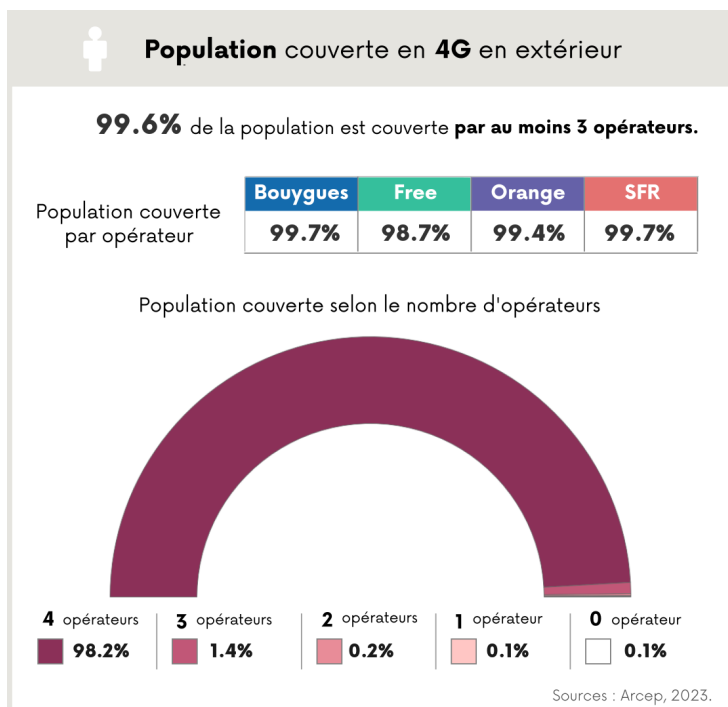 Population couverte en 4G en extérieur
99.6% de la population est couverte par au moins 3 opérateurs.
Bouygues Free Orange SFR
Population couverte
par opérateur
99.7% 98.7% 99.4% 99.7%
Population couverte selon le nombre d'opérateurs
4 opérateurs 3 opérateurs 2 opérateurs 1 opérateur 0 opérateur
98.2% 1.4% 0.2% 0.1% 0.1%
Sources : Arcep, 2023.